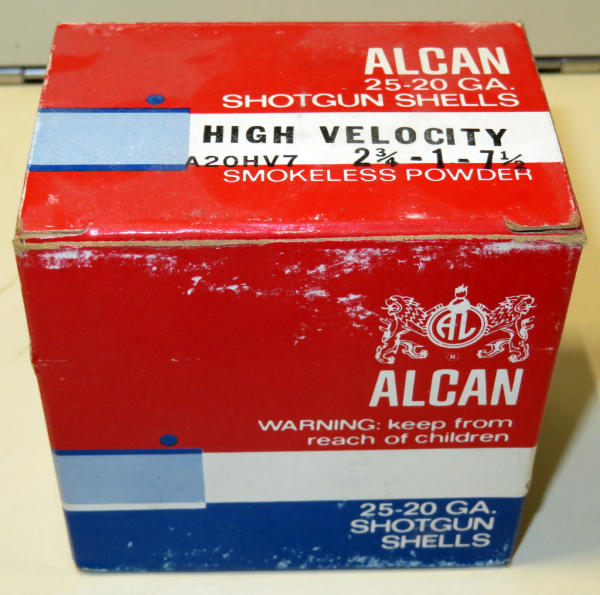 ALCAN
25-20 GA.
SHOTGUN SHELLS
HIGH VELOCITY
A20HV7 2¾-1-7½
SMOKELESS POWDER
AL
®
ALCAN
WARNING: keep from
reach of children
25-20 GA.
SHOTGUN
SHELLS